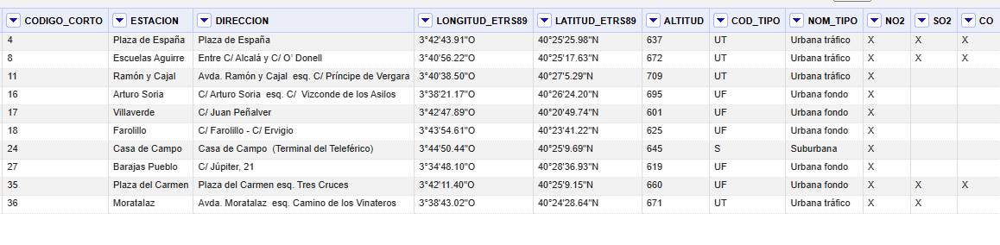 CODIGO_CORTO ESTACION DIRECCION LONGITUD_ETRS89 LATITUD_ETRS89 ALTITUD COD_TIPO NOM_TIPO NO2 SO2 CO
4 Plaza de España Plaza de España 3°42'43.91"O 40°25'25.98"N 637 UT Urbana tráfico X X X
8 Escuelas Aguirre Entre C/ Alcalá y C/ O' Donell 3°40'56.22"O 40°25'17.63"N 672 UT Urbana tráfico X X X
11 Ramón y Cajal Avda. Ramón y Cajal esq. C/ Príncipe de Vergara 3°40'38.50"O 40°27'5.29"N 709 UT Urbana tráfico X
16 Arturo Soria C/ Arturo Soria esq. C/ Vizconde de los Asilos 3°38'21.17"O 40°26'24.20"N 695 UF Urbana fondo X
17 Villaverde C/ Juan Peñalver 3°42'47.89"O 40°20'49.74"N 601 UF Urbana fondo X
18 Farolillo C/ Farolillo - C/ Ervigio 3°43'54.61"O 40°23'41.22"N 625 UF Urbana fondo X
24 Casa de Campo Casa de Campo (Terminal del Teleférico) 3°44'50.44"O 40°25'9.69"N 645 S Suburbana X
27 Barajas Pueblo C/ Júpiter, 21 3°34'48.10"O 40°28'36.93"N 619 UF Urbana fondo X
35 Plaza del Carmen Plaza del Carmen esq. Tres Cruces 3°42'11.40"O 40°25'9.15"N 660 UF Urbana fondo X X X
36 Moratalaz Avda. Moratalaz esq. Camino de los Vinateros 3°38'43.02"O 40°24'28.64"N 671 UT Urbana tráfico X X